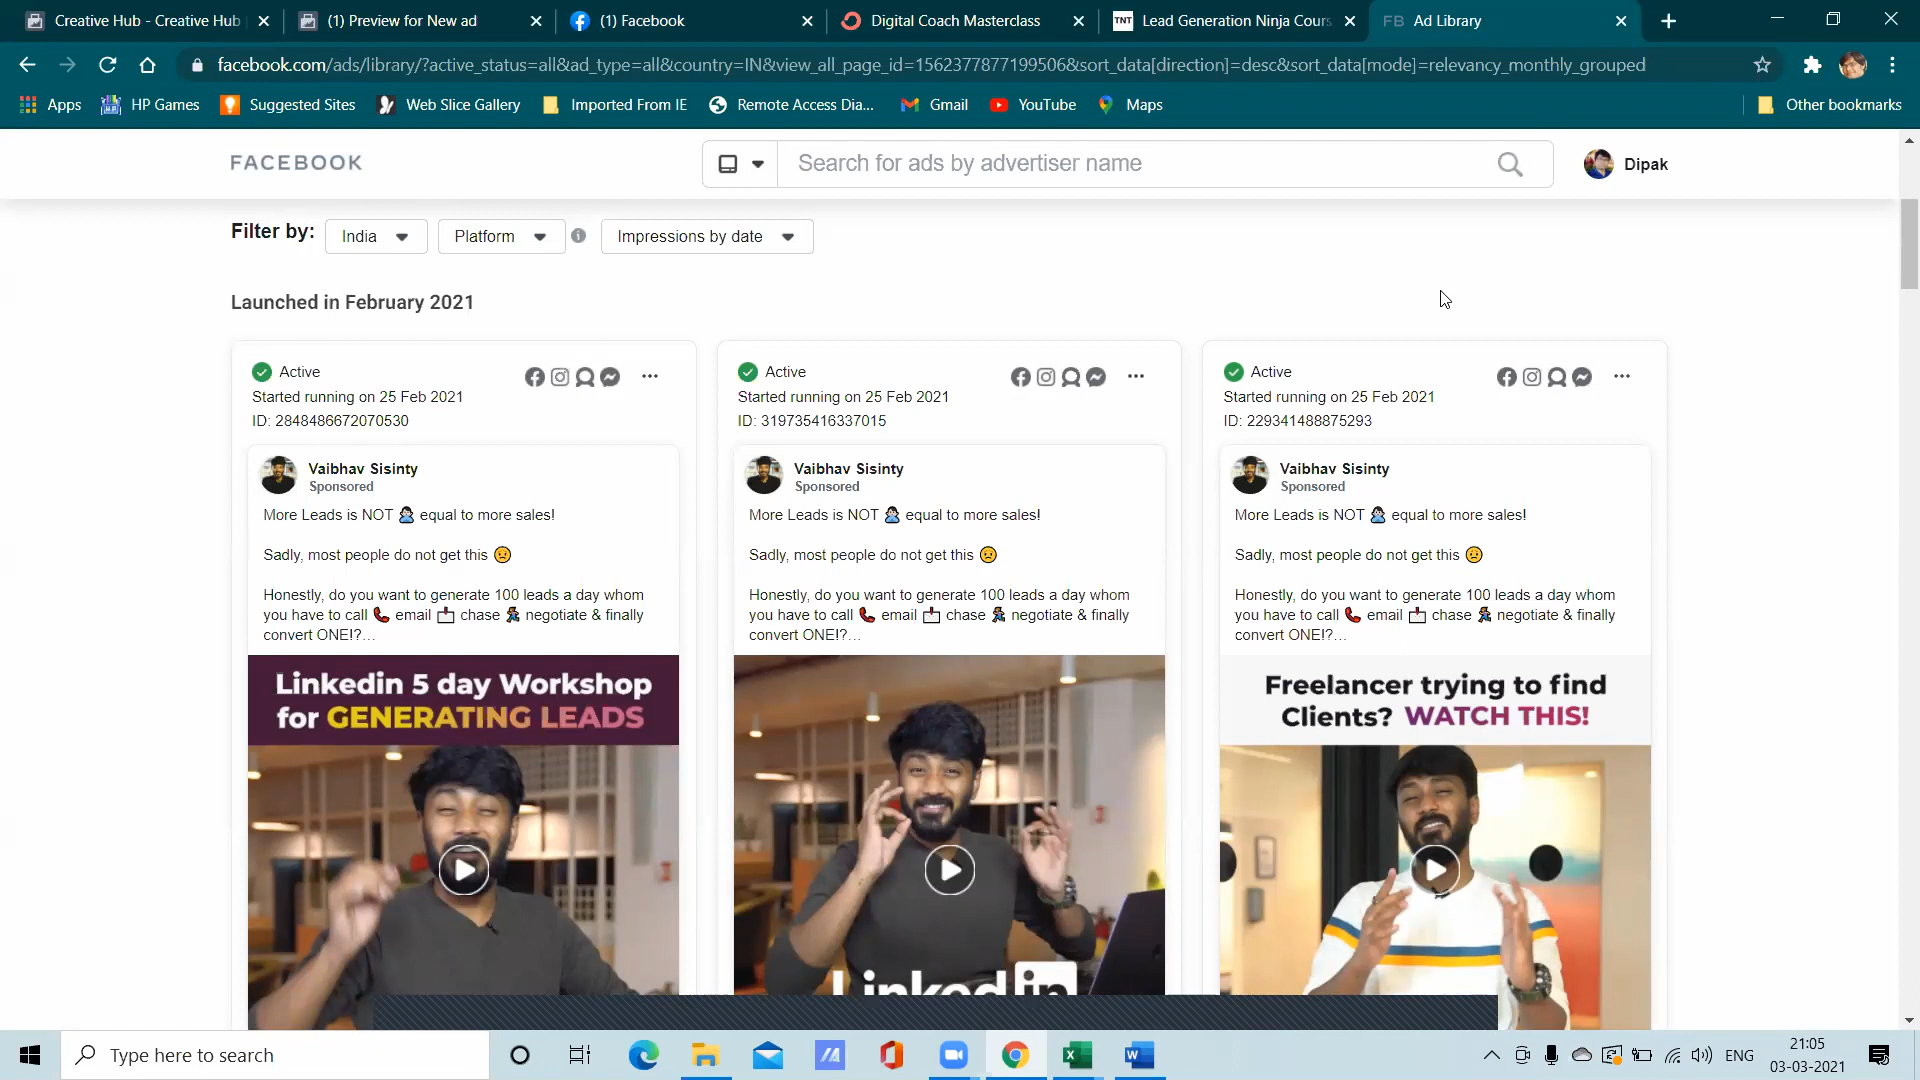 Creative Hub - Creative Hub
(1) Preview for New ad
(1) Facebook
Digital Coach Masterclass
TNT Lead Generation Ninja Cours
FB Ad Library
facebook.com/ads/library/?active_status=all&ad_type=all&country=IN&view_all_page_id=1562377877199506&sort_data[direction]=desc&sort_data[mode]=relevancy_monthly_grouped
Apps HP Games Suggested Sites Web Slice Gallery Imported From IE Remote Access Dia... Gmail YouTube Maps Other bookmarks
FACEBOOK
Search for ads by advertiser name
Dipak
Filter by: India Platform Impressions by date
Launched in February 2021
Active
Started running on 25 Feb 2021
ID: 2848486672070530
Vaibhav Sisinty
Sponsored
More Leads is NOT 🙅 equal to more sales!
Sadly, most people do not get this 😥
Honestly, do you want to generate 100 leads a day whom
you have to call 📞 email 📩 chase 🏃 negotiate & finally
convert ONE!?...
Linkedin 5 day Workshop
for GENERATING LEADS
Active
Started running on 25 Feb 2021
ID: 319735416337015
Vaibhav Sisinty
Sponsored
More Leads is NOT 🙅 equal to more sales!
Sadly, most people do not get this 😥
Honestly, do you want to generate 100 leads a day whom
you have to call 📞 email 📩 chase 🏃 negotiate & finally
convert ONE!?...
Linked in
Active
Started running on 25 Feb 2021
ID: 229341488875293
Vaibhav Sisinty
Sponsored
More Leads is NOT 🙅 equal to more sales!
Sadly, most people do not get this 😥
Honestly, do you want to generate 100 leads a day whom
you have to call 📞 email 📩 chase 🏃 negotiate & finally
convert ONE!?...
Freelancer trying to find
Clients? WATCH THIS!
Type here to search
ENG
21:05
03-03-2021